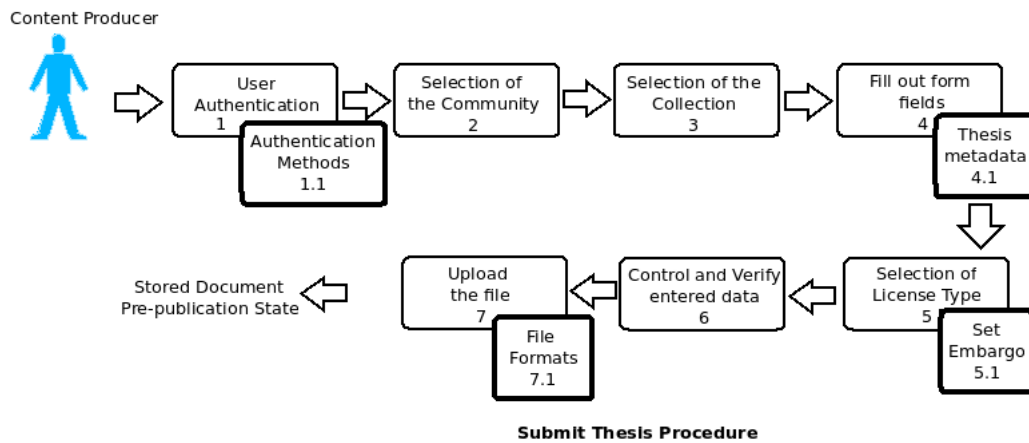 Content Producer
User
Authentication
1
Authentication
Methods
1.1
Selection of
the Community
2
Selection of the
Collection
3
Fill out form
fields
4
Thesis
metadata
4.1
Selection of
License Type
5
Set
Embargo
5.1
Control and Verify
entered data
6
Upload
the file
7
File
Formats
7.1
Stored Document
Pre-publication State
Submit Thesis Procedure